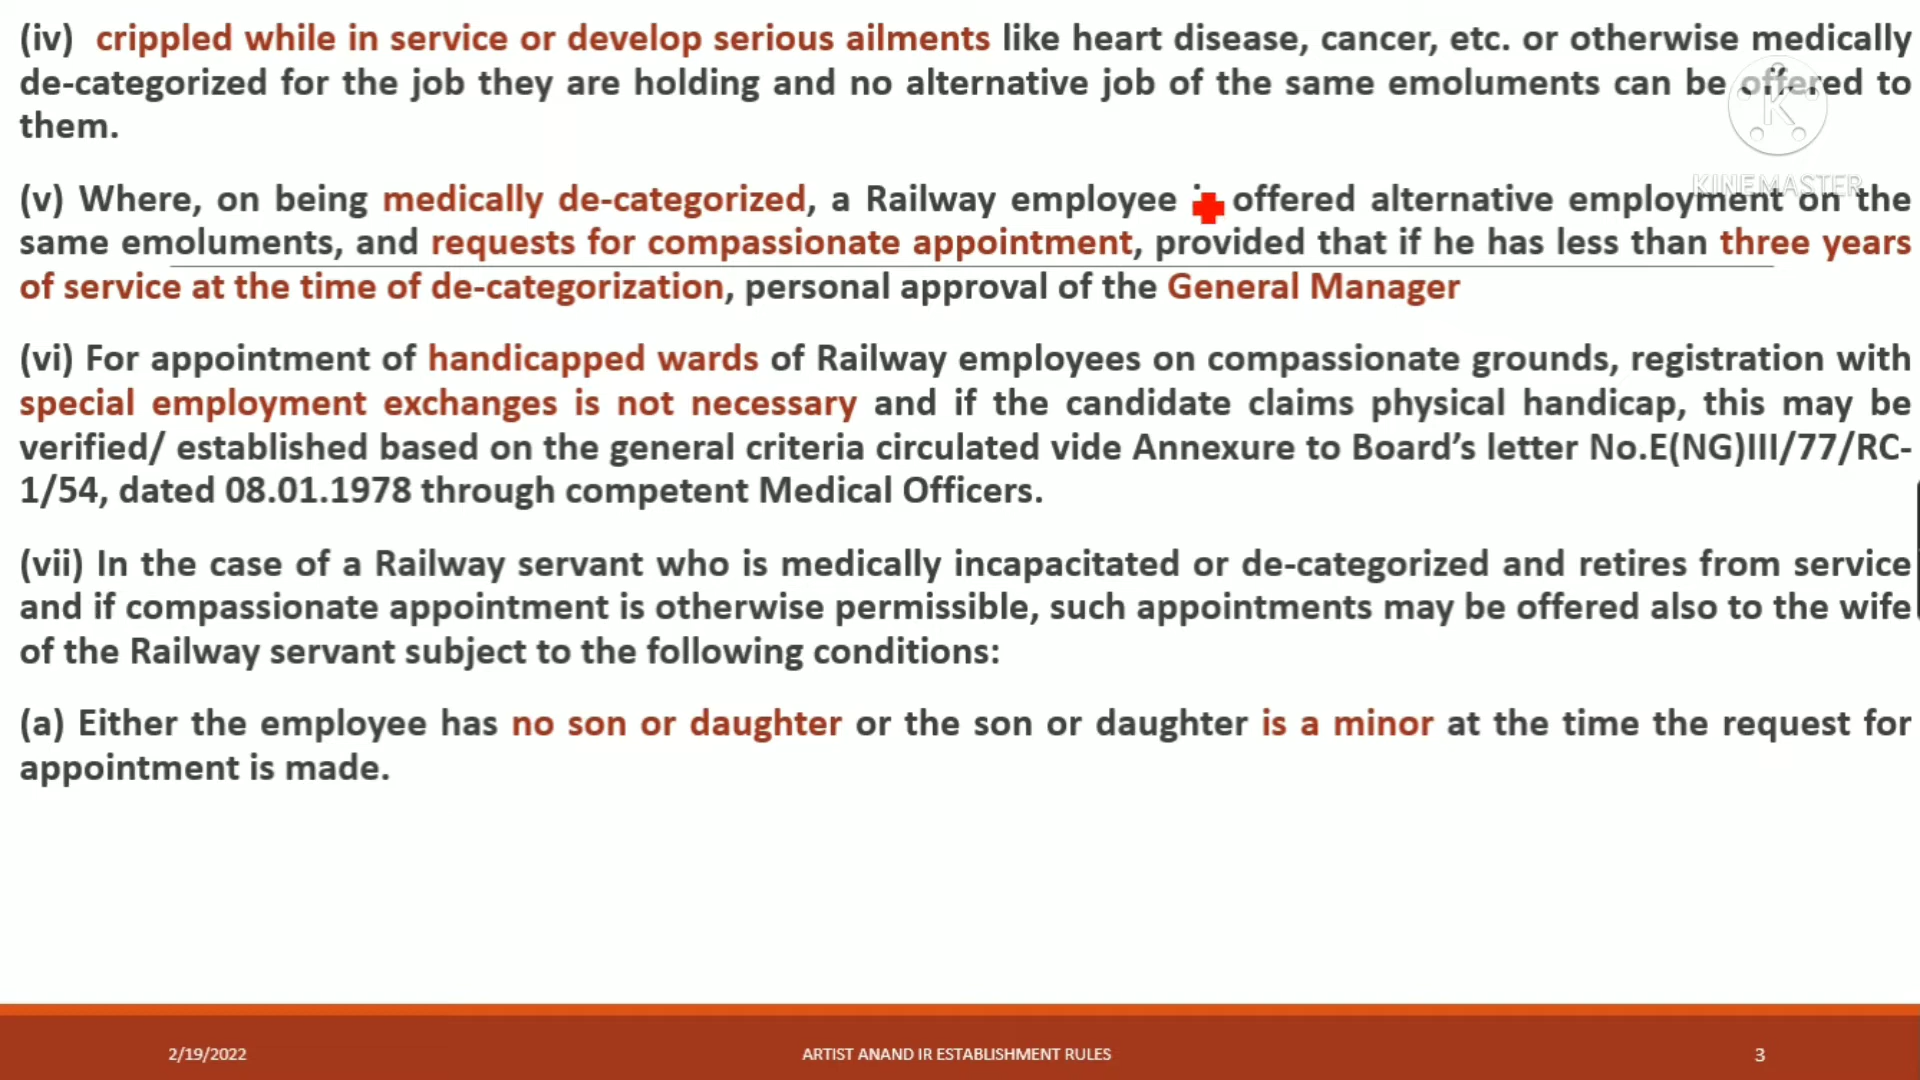 (iv) crippled while in service or develop serious ailments like heart disease, cancer, etc. or otherwise medically
de-categorized for the job they are holding and no alternative job of the same emoluments can be offered to
them.
(v) Where, on being medically de-categorized, a Railway employee offered alternative employment on the
same emoluments, and requests for compassionate appointment, provided that if he has less than three years
of service at the time of de-categorization, personal approval of the General Manager
(vi) For appointment of handicapped wards of Railway employees on compassionate grounds, registration with
special employment exchanges is not necessary and if the candidate claims physical handicap, this may be
verified/ established based on the general criteria circulated vide Annexure to Board’s letter No.E(NG)III/77/RC-
1/54, dated 08.01.1978 through competent Medical Officers.
(vii) In the case of a Railway servant who is medically incapacitated or de-categorized and retires from service
and if compassionate appointment is otherwise permissible, such appointments may be offered also to the wife
of the Railway servant subject to the following conditions:
(a) Either the employee has no son or daughter or the son or daughter is a minor at the time the request for
appointment is made.
K
KINEMASTER
2/19/2022
ARTIST ANAND IR ESTABLISHMENT RULES
3